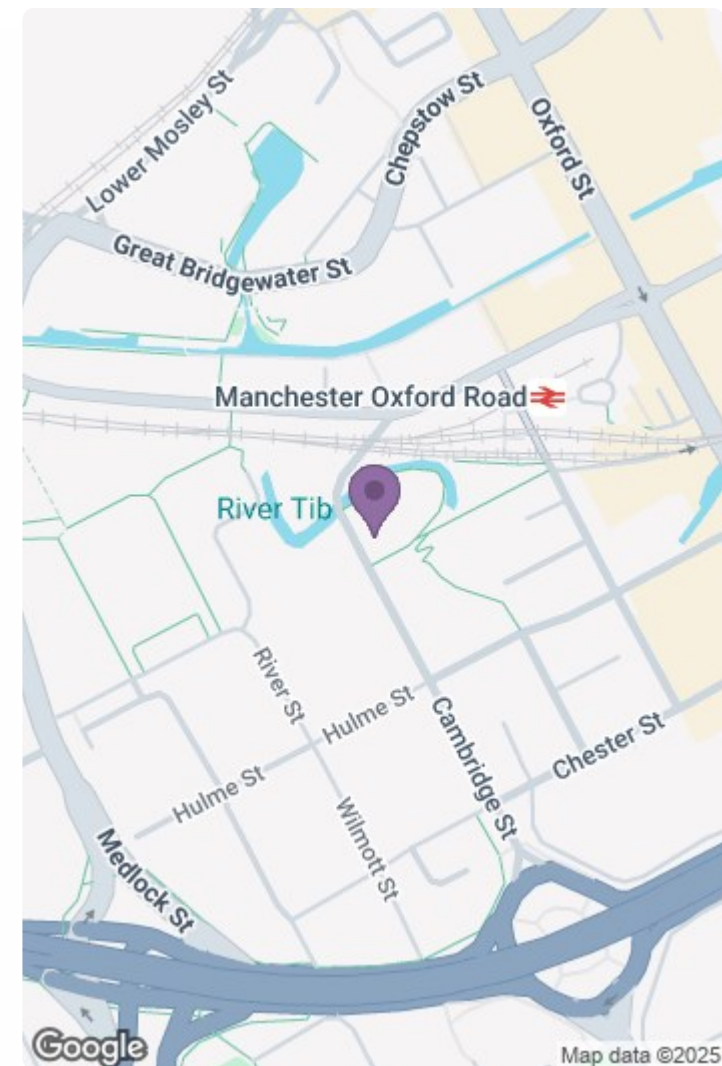 Lower Mosley St
Chepstow St
Oxford St
Great Bridgewater St
Manchester Oxford Road
River Tib
River St
Hulme St
Cambridge St
Hulme St
Chester St
Wilmott St
Medlock St
Google
Map data ©2025